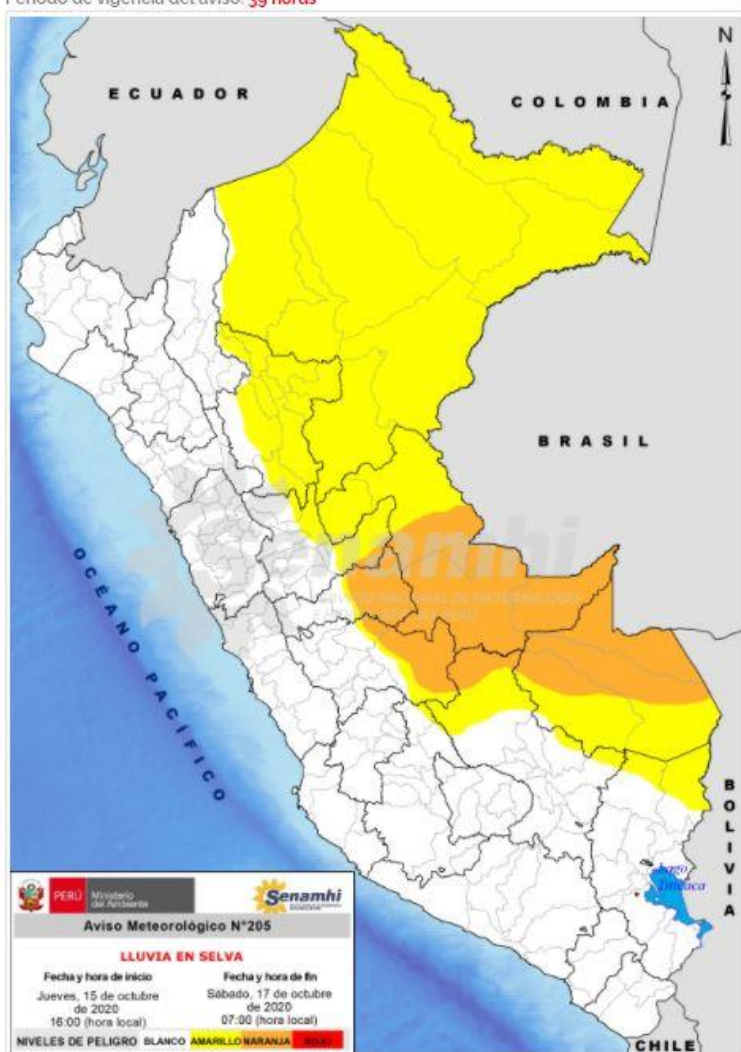 Periodo de vigencia del aviso: 39 horas
N
ECUADOR
COLOMBIA
BRASIL
Senamhi
OCÉANO PACÍFICO
BOLIVIA
Lago
Titicaca
CHILE
PERÚ
Ministerio
del Ambiente
Senamhi
Aviso Meteorológico N°205
LLUVIA EN SELVA
Fecha y hora de inicio
Jueves, 15 de octubre
de 2020
16:00 (hora local)
Fecha y hora de fin
Sábado, 17 de octubre
de 2020
07:00 (hora local)
NIVELES DE PELIGRO BLANCO AMARILLO NARANJA ROJO